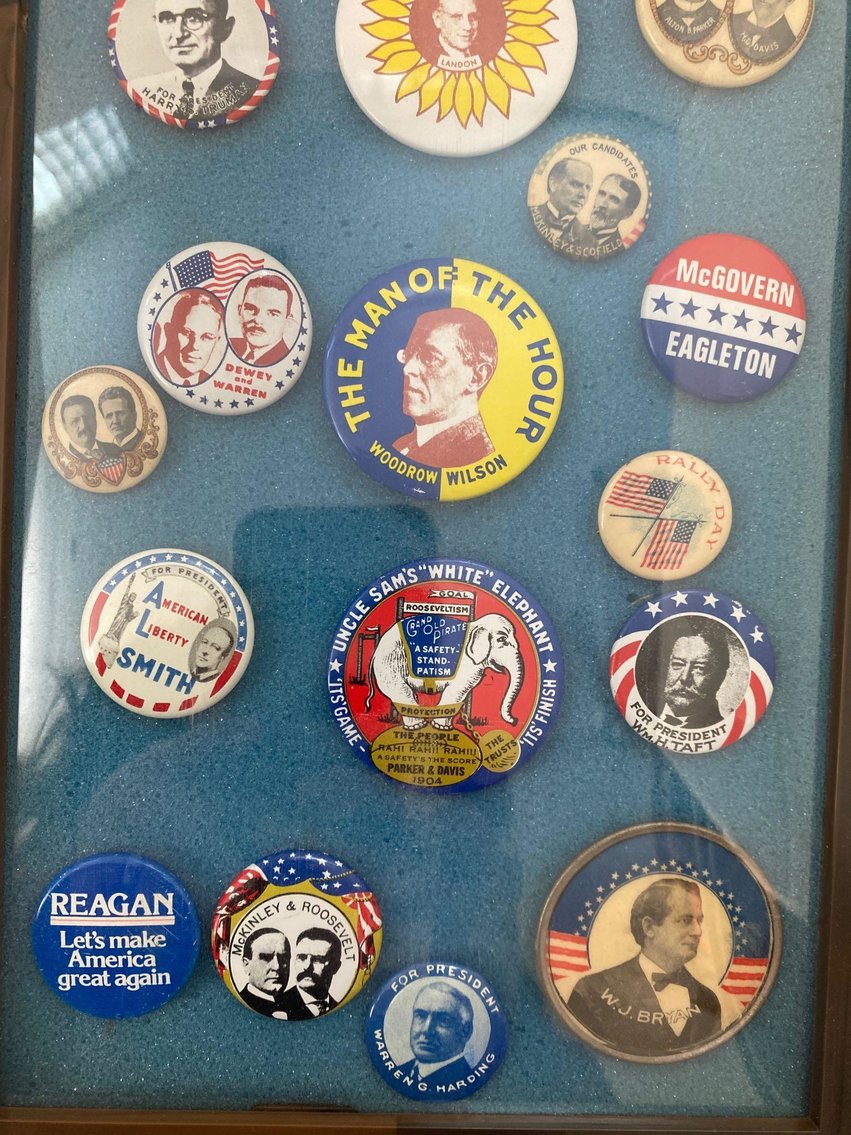 FOR PRESIDENT
HARRY S. TRUMAN
LANDON
ALTON B. PARKER
H.G. DAVIS
OUR CANDIDATES
McKINLEY & SCOFIELD
DEWEY
and
WARREN
THE MAN OF THE HOUR
WOODROW WILSON
McGOVERN
EAGLETON
RALLY DAY
FOR PRESIDENT
AMERICAN
LIBERTY
SMITH
UNCLE SAM'S "WHITE" ELEPHANT
'ITS' GAME-
'ITS' FINISH
GOAL
ROOSEVELTISM
GRAND
OLD
PIRATE
"A SAFETY-
STAND-
PATISM
PROTECTION
THE PEOPLE
RAH! RAH!! RAH!!!
A SAFETY'S THE SCORE
PARKER & DAVIS
1904
THE
TRUSTS
FOR PRESIDENT
Wm. H. TAFT
REAGAN
Let's make
America
great again
McKINLEY & ROOSEVELT
FOR PRESIDENT
WARREN G. HARDING
W.J. BRYAN